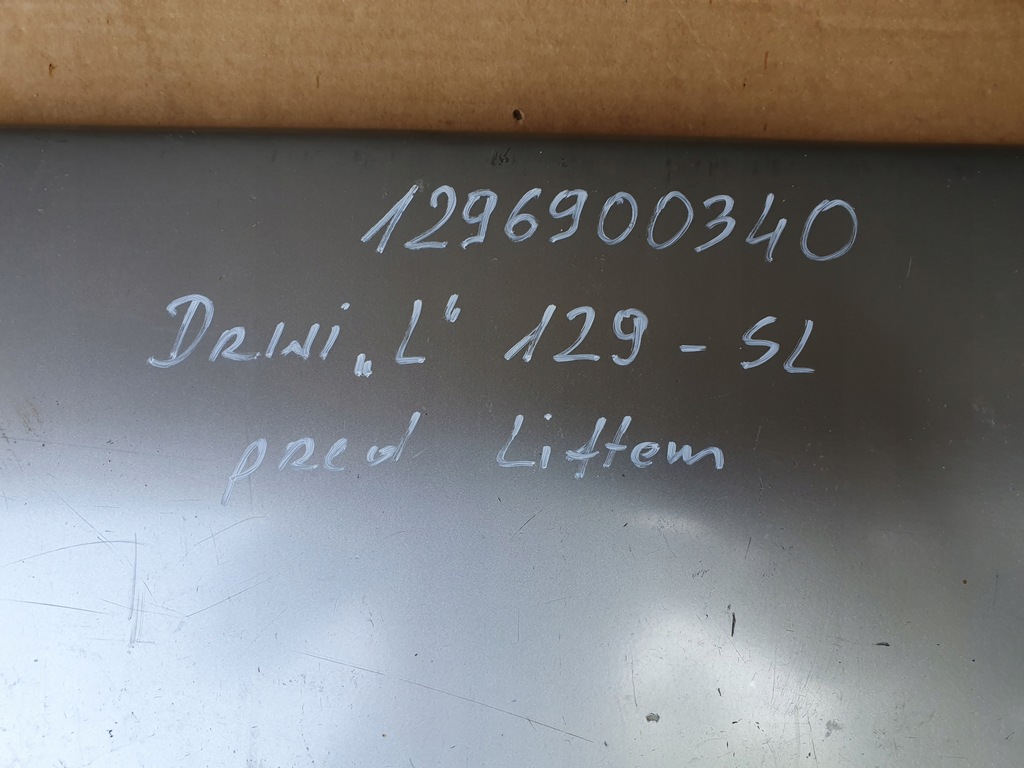 1296900340
DRWi „L“ 129 - SL
pred Liftem